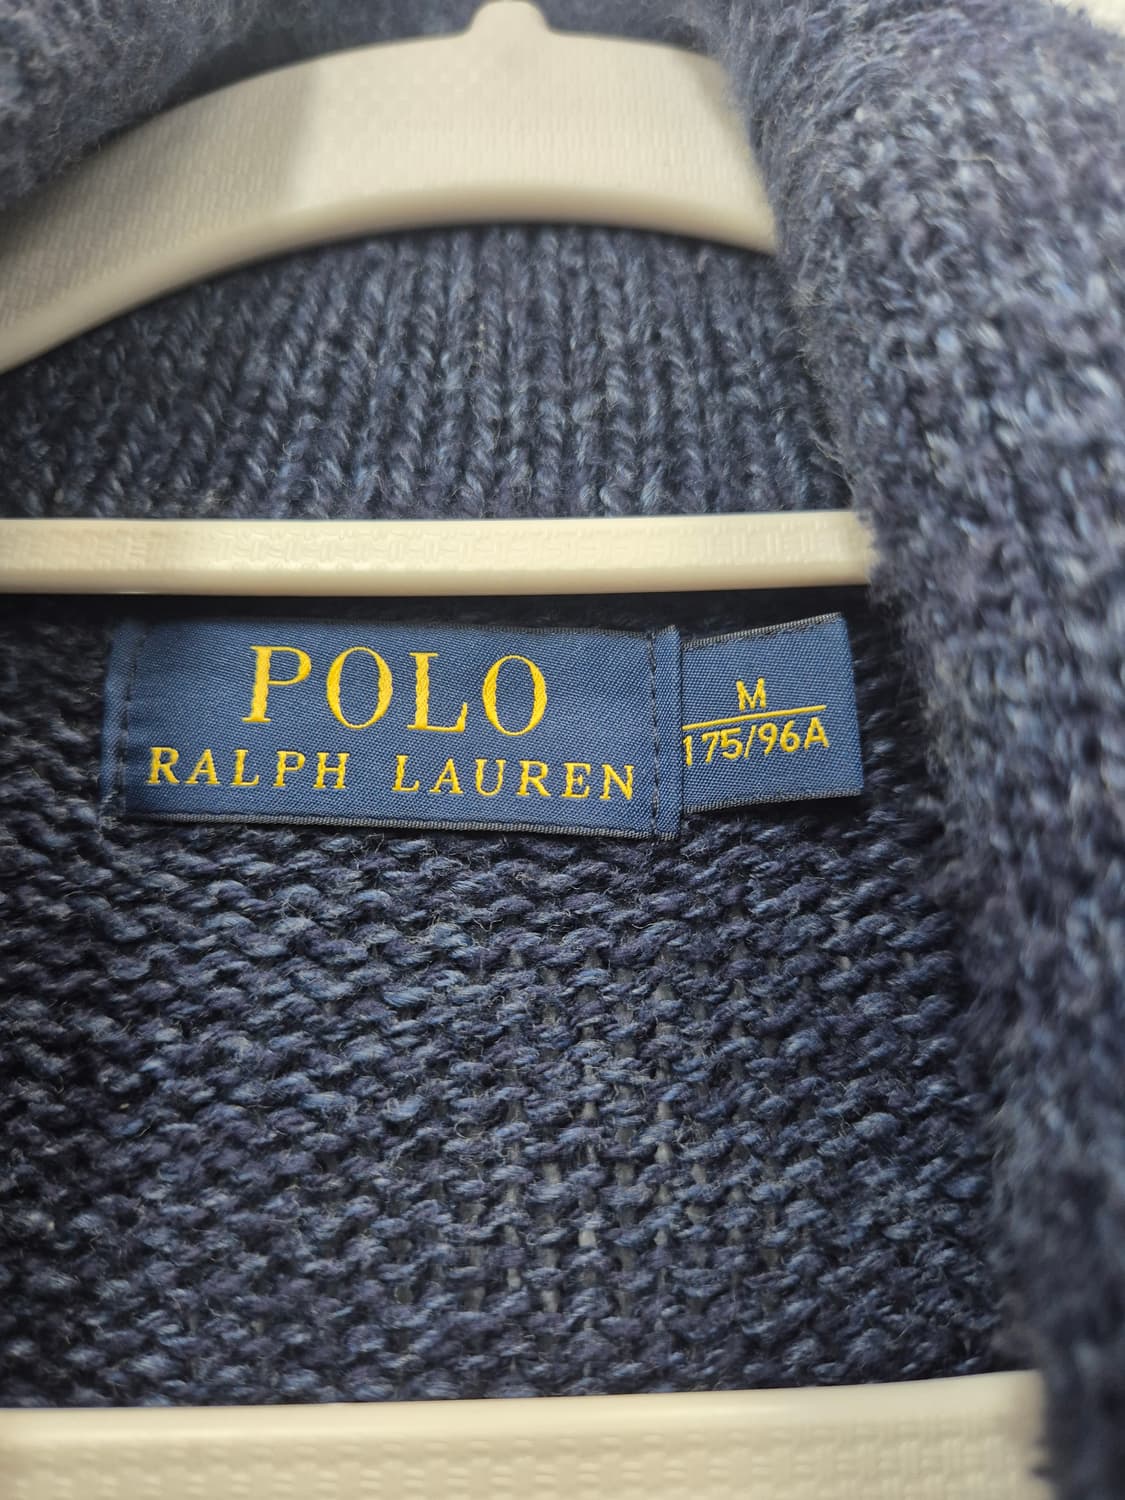 POLO
RALPH LAUREN
M
175/96A